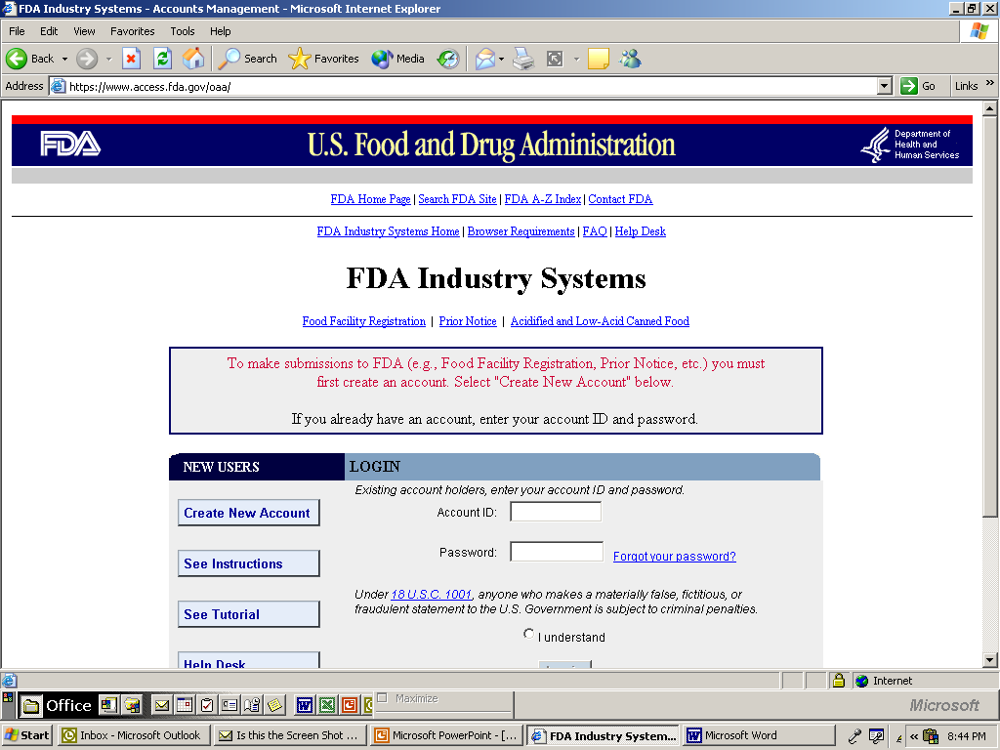 FDA Industry Systems - Accounts Management - Microsoft Internet Explorer
File Edit View Favorites Tools Help
Back Search Favorites Media
Address https://www.access.fda.gov/oaa/ Go Links »
FDA U.S. Food and Drug Administration
Department of
Health and
Human Services
FDA Home Page | Search FDA Site | FDA A-Z Index | Contact FDA
FDA Industry Systems Home | Browser Requirements | FAQ | Help Desk
FDA Industry Systems
Food Facility Registration | Prior Notice | Acidified and Low-Acid Canned Food
To make submissions to FDA (e.g., Food Facility Registration, Prior Notice, etc.) you must
first create an account. Select "Create New Account" below.
If you already have an account, enter your account ID and password.
NEW USERS LOGIN
Existing account holders, enter your account ID and password.
Create New Account Account ID:
Password: Forgot your password?
See Instructions
Under 18 U.S.C. 1001, anyone who makes a materially false, fictitious, or
fraudulent statement to the U.S. Government is subject to criminal penalties.
See Tutorial
I understand
Help Desk
Internet
Office Maximize Microsoft
Start Inbox - Microsoft Outlook Is this the Screen Shot ... Microsoft PowerPoint - [... FDA Industry System... Microsoft Word « 8:44 PM